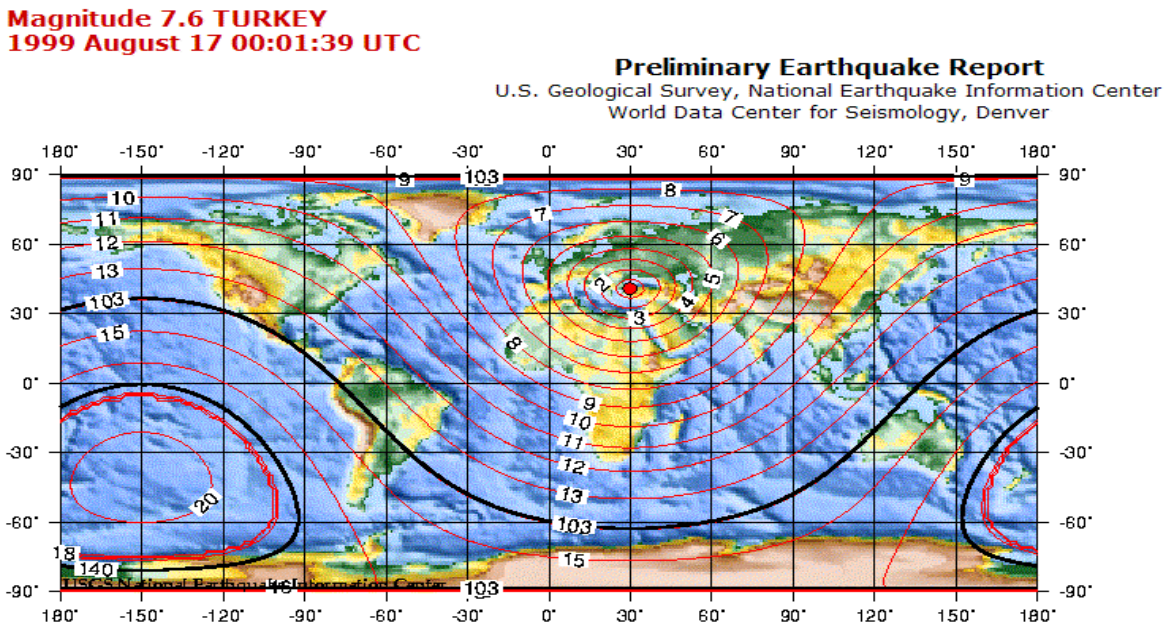 Magnitude 7.6 TURKEY
1999 August 17 00:01:39 UTC
Preliminary Earthquake Report
U.S. Geological Survey, National Earthquake Information Center
World Data Center for Seismology, Denver
180° -150° -120° -90° -60° -30° 0° 30° 60° 90° 120° 150° 180°
90° 9 103 9 90°
10 8
11 7 7
60° 12 6 60°
13 5
103 2 4
30° 3 30°
15 8
0° 0°
9
10
-30° 11 -30°
12
20 13
-60° 103 -60°
18 15
140
USGS National Earthquake Information Center
-90° 103 -90°
180° -150° -120° -90° -60° -30° 0° 30° 60° 90° 120° 150° 180°